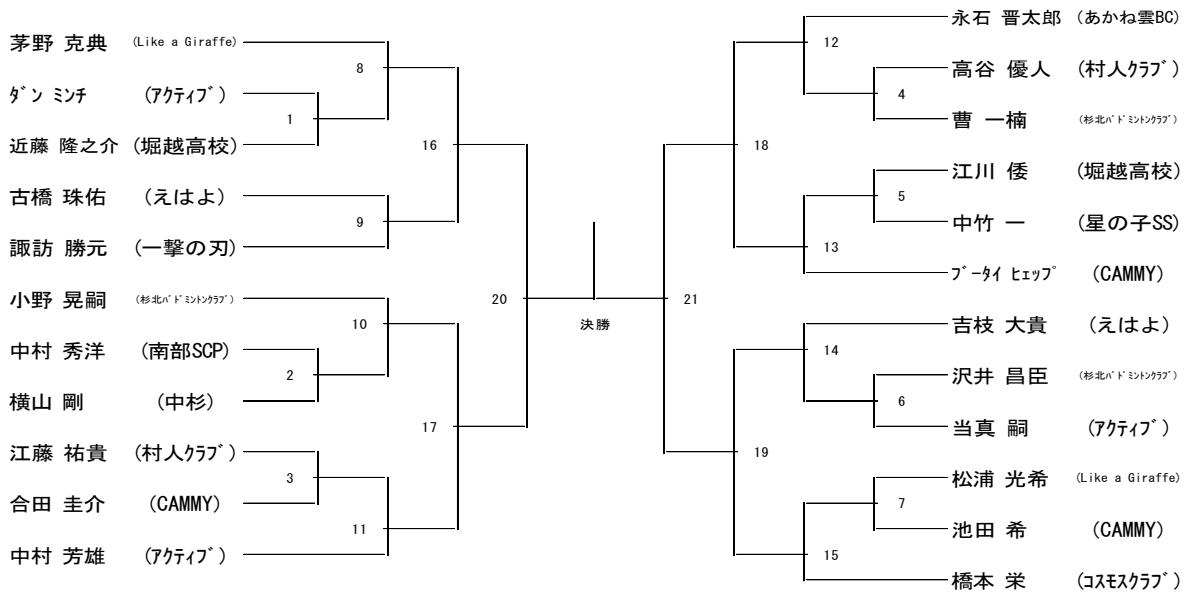 茅野 克典 (Like a Giraffe)
ﾀﾞﾝ ﾐﾝﾁ (ｱｸﾃｨﾌﾞ)
近藤 隆之介 (堀越高校)
古橋 珠佑 (えはよ)
諏訪 勝元 (一撃の刃)
小野 晃嗣 (杉北ﾊﾞﾄﾞﾐﾝﾄﾝｸﾗﾌﾞ)
中村 秀洋 (南部SCP)
横山 剛 (中杉)
江藤 祐貴 (村人ｸﾗﾌﾞ)
合田 圭介 (CAMMY)
中村 芳雄 (ｱｸﾃｨﾌﾞ)
8
1
16
9
20
10
2
17
3
11
決勝
21
12
4
18
5
13
14
6
19
7
15
永石 晋太郎 (あかね雲BC)
高谷 優人 (村人ｸﾗﾌﾞ)
曹 一楠 (杉北ﾊﾞﾄﾞﾐﾝﾄﾝｸﾗﾌﾞ)
江川 倭 (堀越高校)
中竹 一 (星の子SS)
ﾌﾞｰﾀｲ ﾋｪｯﾌﾟ (CAMMY)
吉枝 大貴 (えはよ)
沢井 昌臣 (杉北ﾊﾞﾄﾞﾐﾝﾄﾝｸﾗﾌﾞ)
当真 嗣 (ｱｸﾃｨﾌﾞ)
松浦 光希 (Like a Giraffe)
池田 希 (CAMMY)
橋本 栄 (ｺｽﾓｽｸﾗﾌﾞ)